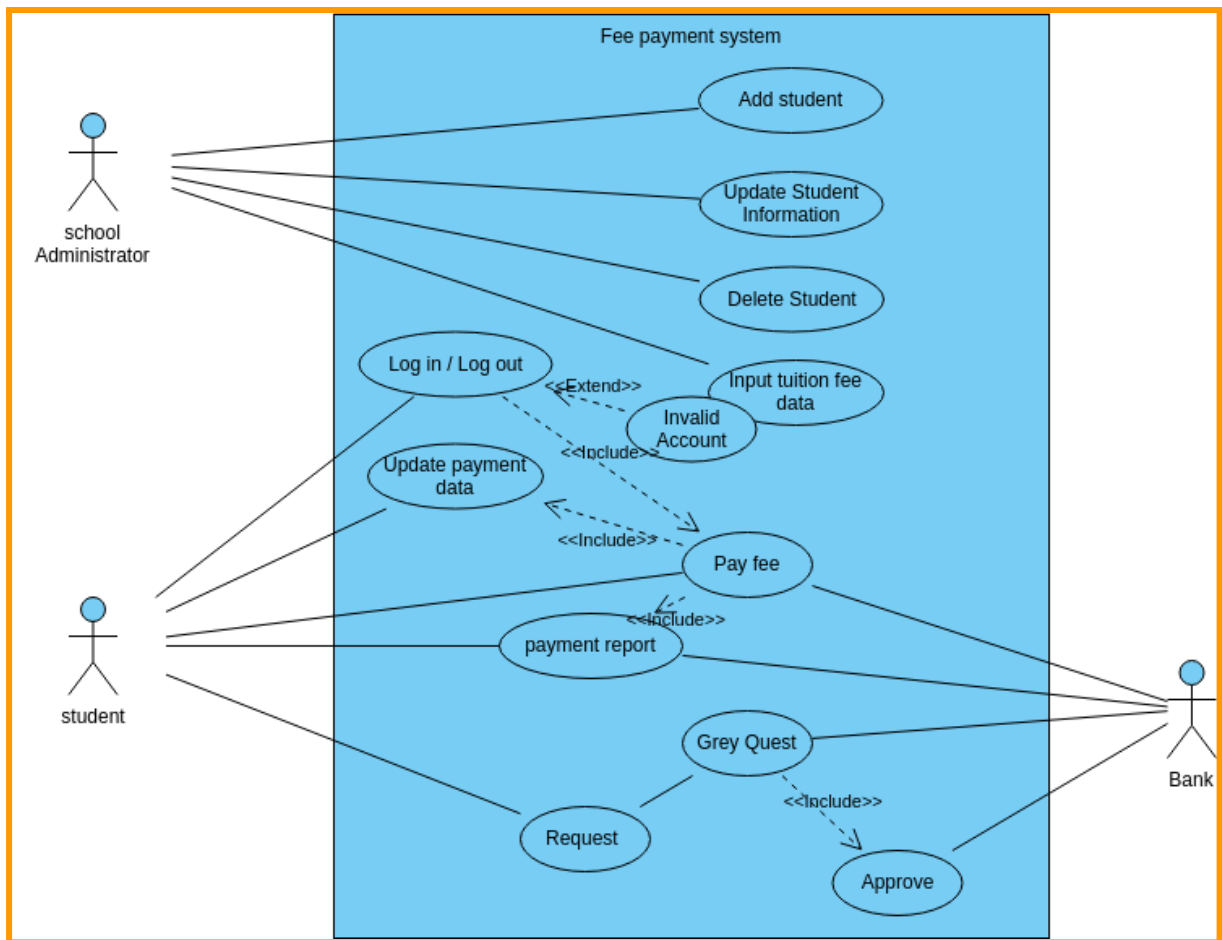 Fee payment system
Add student
Update Student
Information
school
Administrator
Delete Student
Log in / Log out
<<Extend>>
Input tuition fee
data
Invalid
Account
<<Include>>
Update payment
data
<<Include>>
Pay fee
<<Include>>
payment report
student
Grey Quest
Bank
<<Include>>
Request
Approve